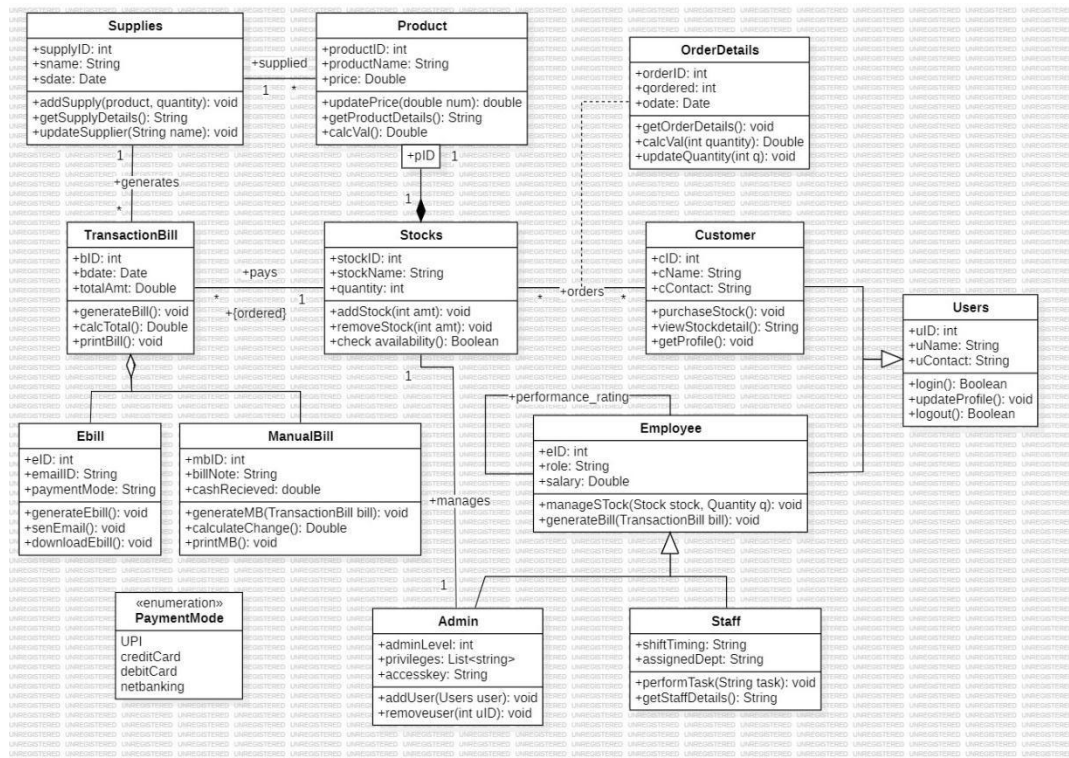 Supplies
+supplyID: int
+sname: String
+sdate: Date
+addSupply(product, quantity): void
+getSupplyDetails(): String
+updateSupplier(String name): void
+supplied
1
*
Product
+productID: int
+productName: String
+price: Double
+updatePrice(double num): double
+getProductDetails(): String
+calcVal(): Double
+pID
1
OrderDetails
+orderID: int
+qordered: int
+odate: Date
+getOrderDetails(): void
+calcVal(int quantity): Double
+updateQuantity(int q): void
1
+generates
*
1
TransactionBill
+bID: int
+bdate: Date
+totalAmt: Double
+generateBill(): void
+calcTotal(): Double
+printBill(): void
+pays
*
1
+{ordered}
Stocks
+stockID: int
+stockName: String
+quantity: int
+addStock(int amt): void
+removeStock(int amt): void
+check availability(): Boolean
*
+orders
*
Customer
+cID: int
+cName: String
+cContact: String
+purchaseStock(): void
+viewStockdetail(): String
+getProfile(): void
Users
+uID: int
+uName: String
+uContact: String
+login(): Boolean
+updateProfile(): void
+logout(): Boolean
1
+manages
1
+performance_rating
Employee
+eID: int
+role: String
+salary: Double
+manageSTock(Stock stock, Quantity q): void
+generateBill(TransactionBill bill): void
Ebill
+eID: int
+emailID: String
+paymentMode: String
+generateEbill(): void
+senEmail(): void
+downloadEbill(): void
ManualBill
+mbID: int
+billNote: String
+cashRecieved: double
+generateMB(TransactionBill bill): void
+calculateChange(): Double
+printMB(): void
«enumeration»
PaymentMode
UPI
creditCard
debitCard
netbanking
Admin
+adminLevel: int
+privileges: List<string>
+accesskey: String
+addUser(Users user): void
+removeuser(int uID): void
Staff
+shiftTiming: String
+assignedDept: String
+performTask(String task): void
+getStaffDetails(): String